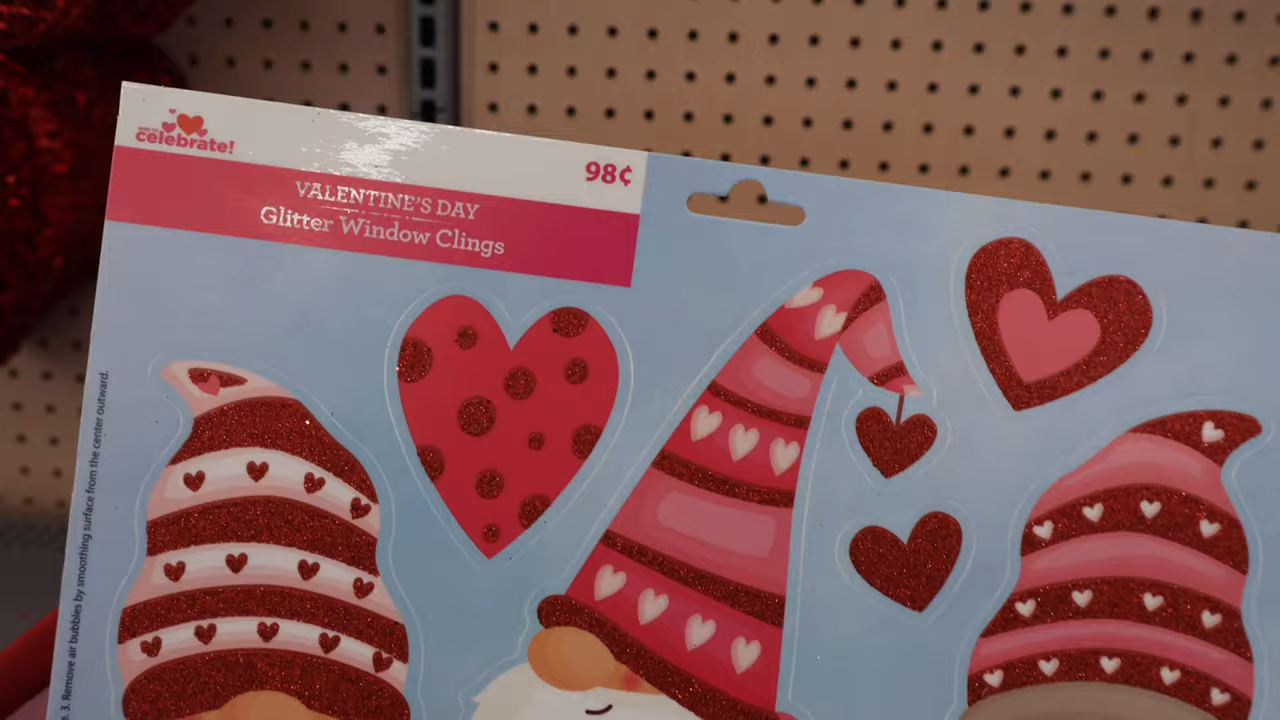 celebrate!
98¢
VALENTINE'S DAY
Glitter Window Clings
3. Remove air bubbles by smoothing surface from the center outward.